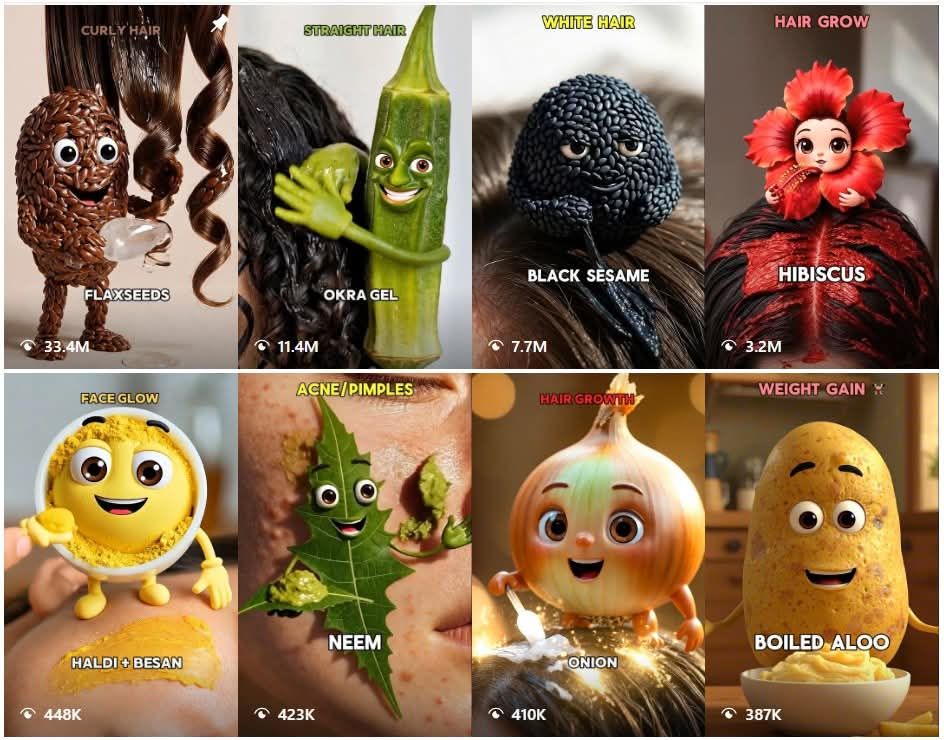 CURLY HAIR
FLAXSEEDS
33.4M
STRAIGHT HAIR
OKRA GEL
11.4M
WHITE HAIR
BLACK SESAME
7.7M
HAIR GROW
HIBISCUS
3.2M
FACE GLOW
HALDI + BESAN
448K
ACNE/PIMPLES
NEEM
423K
HAIR GROWTH
ONION
410K
WEIGHT GAIN
BOILED ALOO
387K